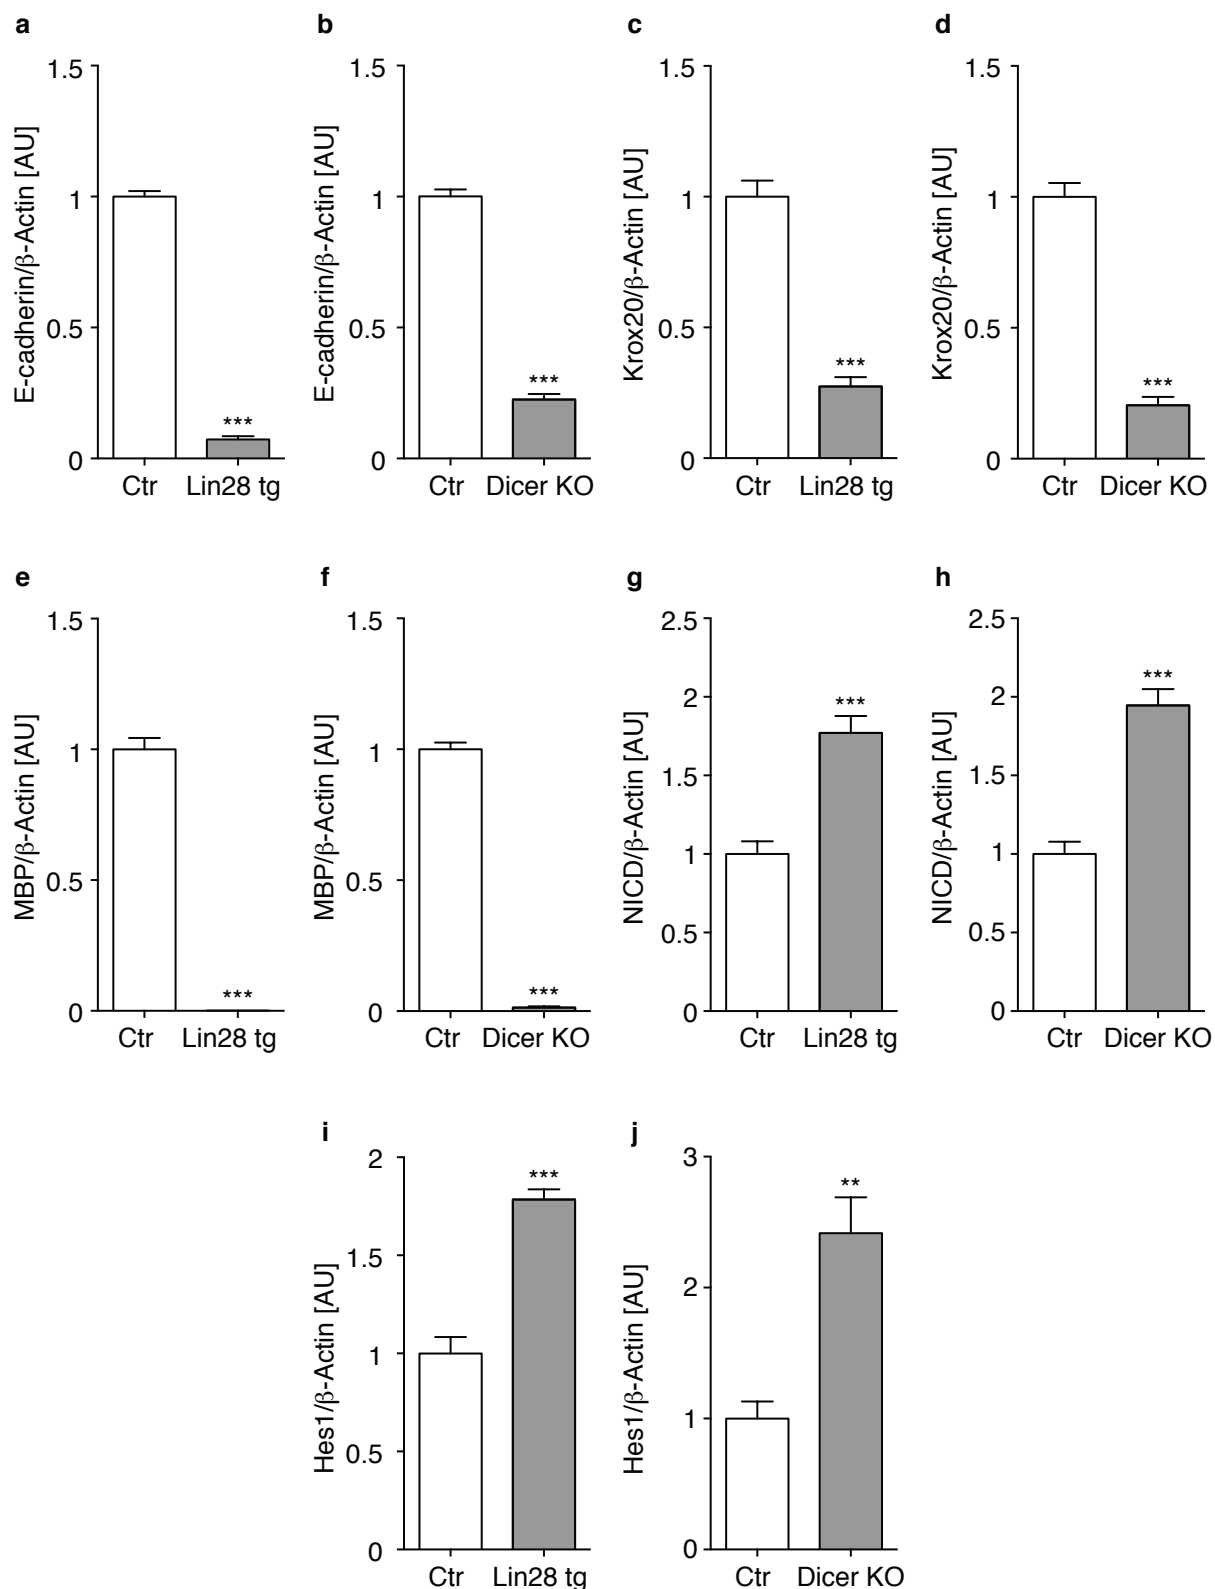 a
E-cadherin/β-Actin [AU]
1.5
1
0.5
0
***
Ctr
Lin28 tg
b
E-cadherin/β-Actin [AU]
1.5
1
0.5
0
***
Ctr
Dicer KO
c
Krox20/β-Actin [AU]
1.5
1
0.5
0
***
Ctr
Lin28 tg
d
Krox20/β-Actin [AU]
1.5
1
0.5
0
***
Ctr
Dicer KO
e
MBP/β-Actin [AU]
1.5
1
0.5
0
***
Ctr
Lin28 tg
f
MBP/β-Actin [AU]
1.5
1
0.5
0
***
Ctr
Dicer KO
g
NICD/β-Actin [AU]
2.5
2
1.5
1
0.5
0
***
Ctr
Lin28 tg
h
NICD/β-Actin [AU]
2.5
2
1.5
1
0.5
0
***
Ctr
Dicer KO
i
Hes1/β-Actin [AU]
2
1.5
1
0.5
0
***
Ctr
Lin28 tg
j
Hes1/β-Actin [AU]
3
2
1
0
**
Ctr
Dicer KO